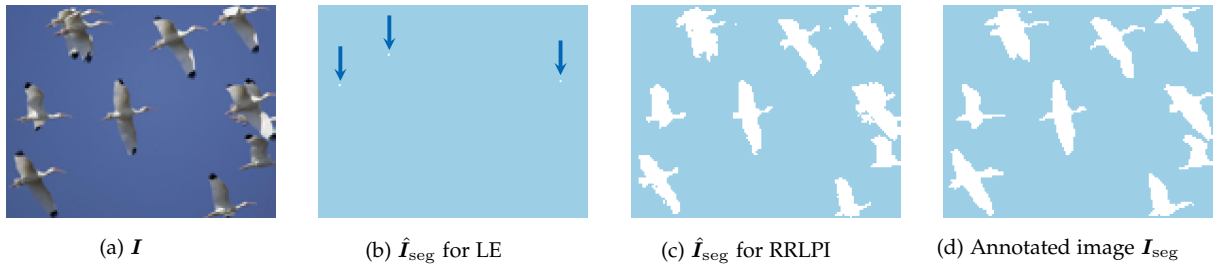 (a) I
(b) Î_seg for LE
(c) Î_seg for RRLPI
(d) Annotated image I_seg